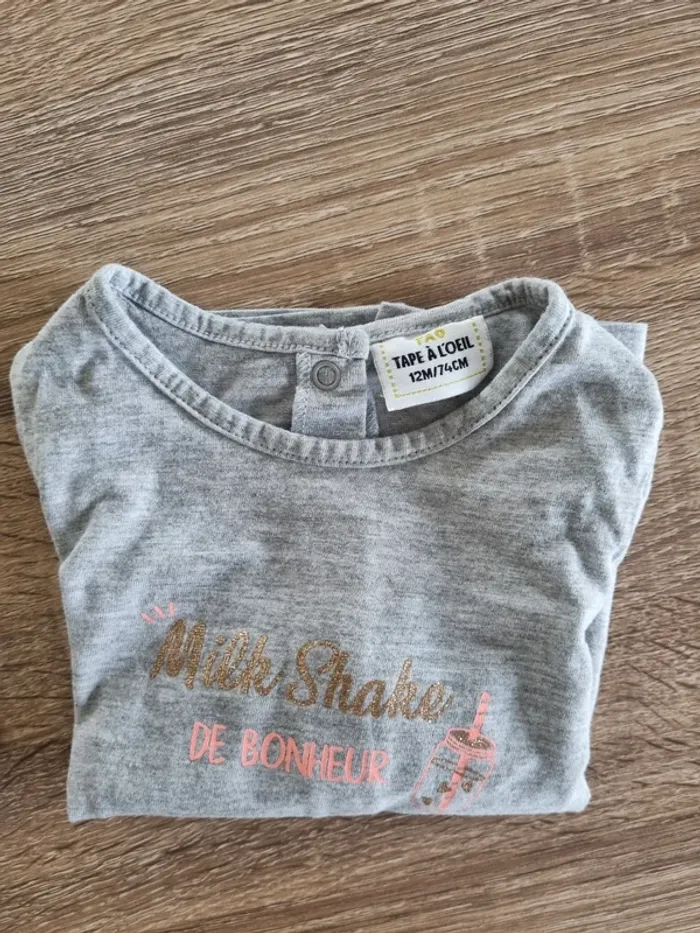 TAO
TAPE À L'OEIL
12M/74CM
Milk Shake
DE BONHEUR